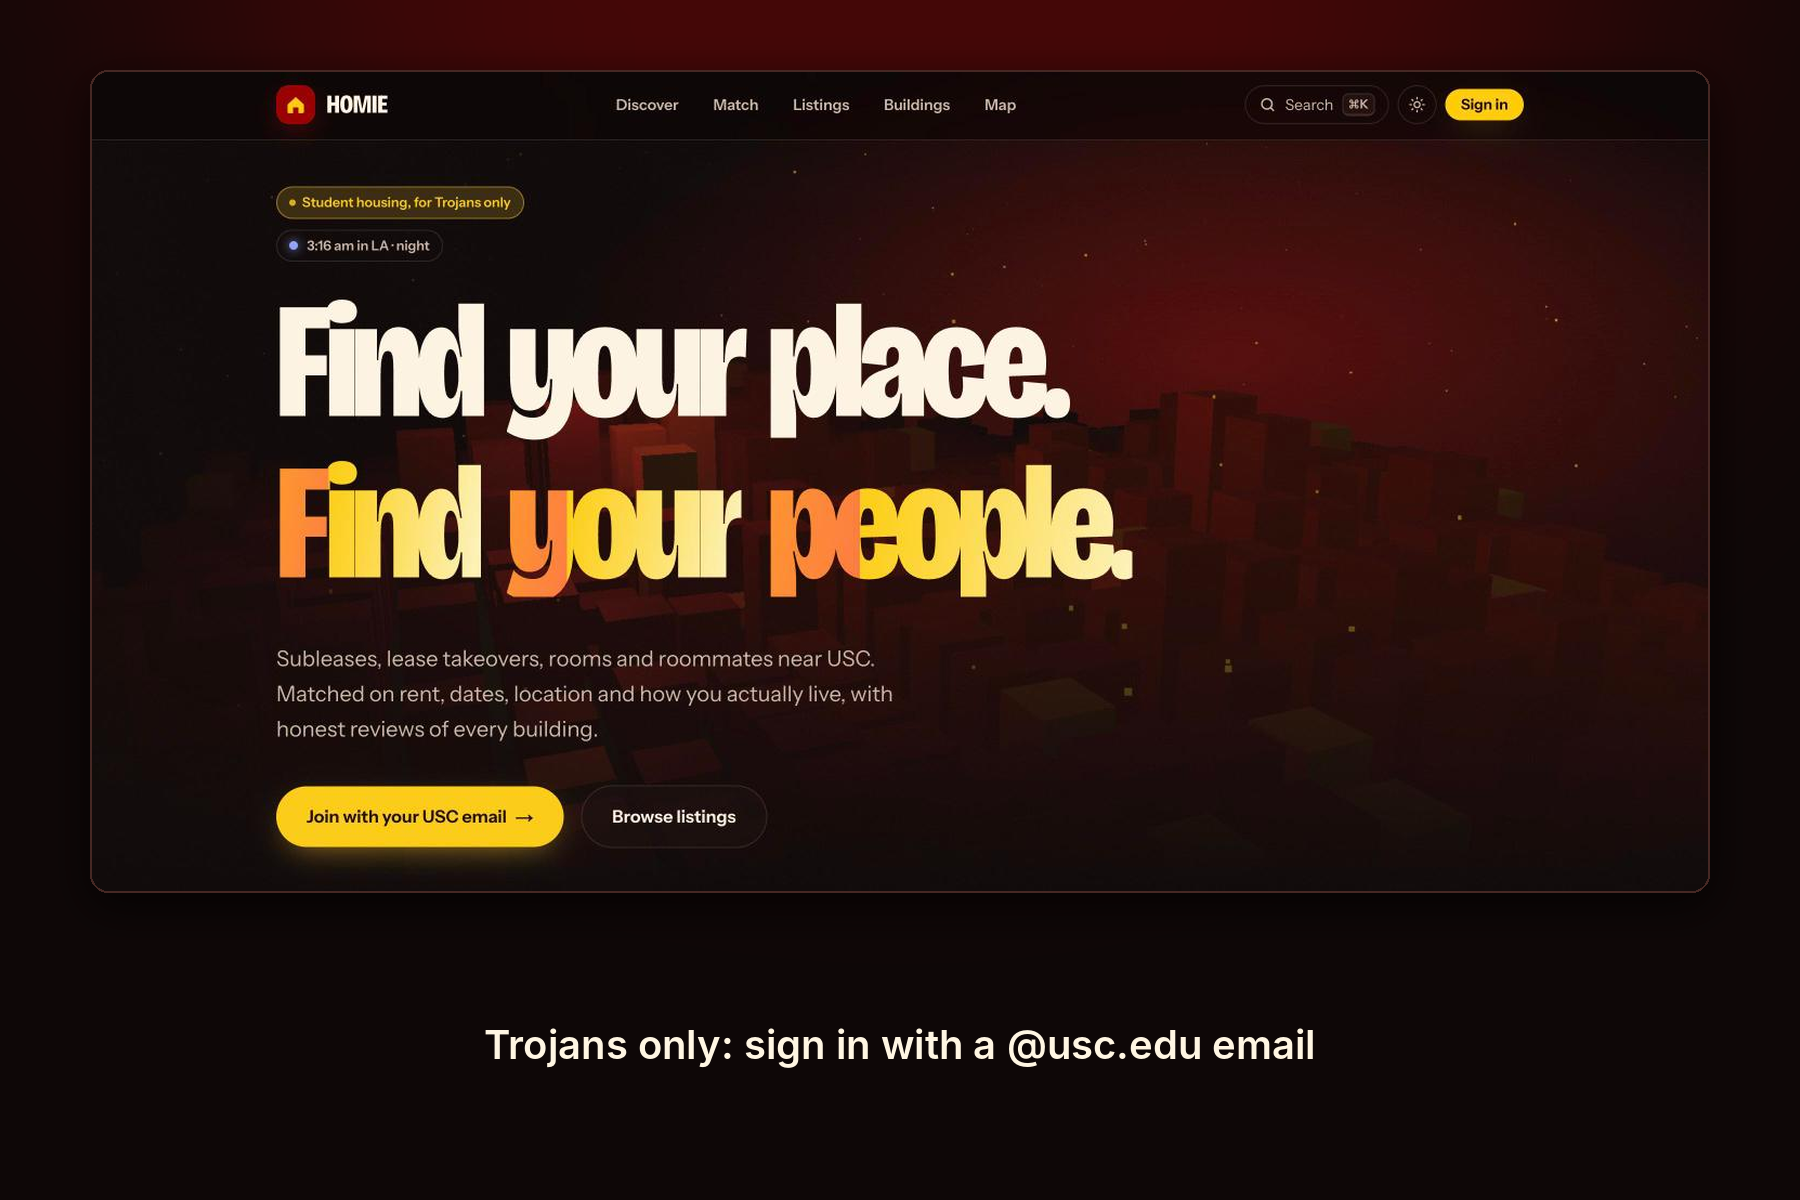 HOMIE
Discover Match Listings Buildings Map
Search ⌘K
Sign in
Student housing, for Trojans only
3:16 am in LA · night
Find your place.
Find your people.
Subleases, lease takeovers, rooms and roommates near USC.
Matched on rent, dates, location and how you actually live, with
honest reviews of every building.
Join with your USC email →
Browse listings
Trojans only: sign in with a @usc.edu email